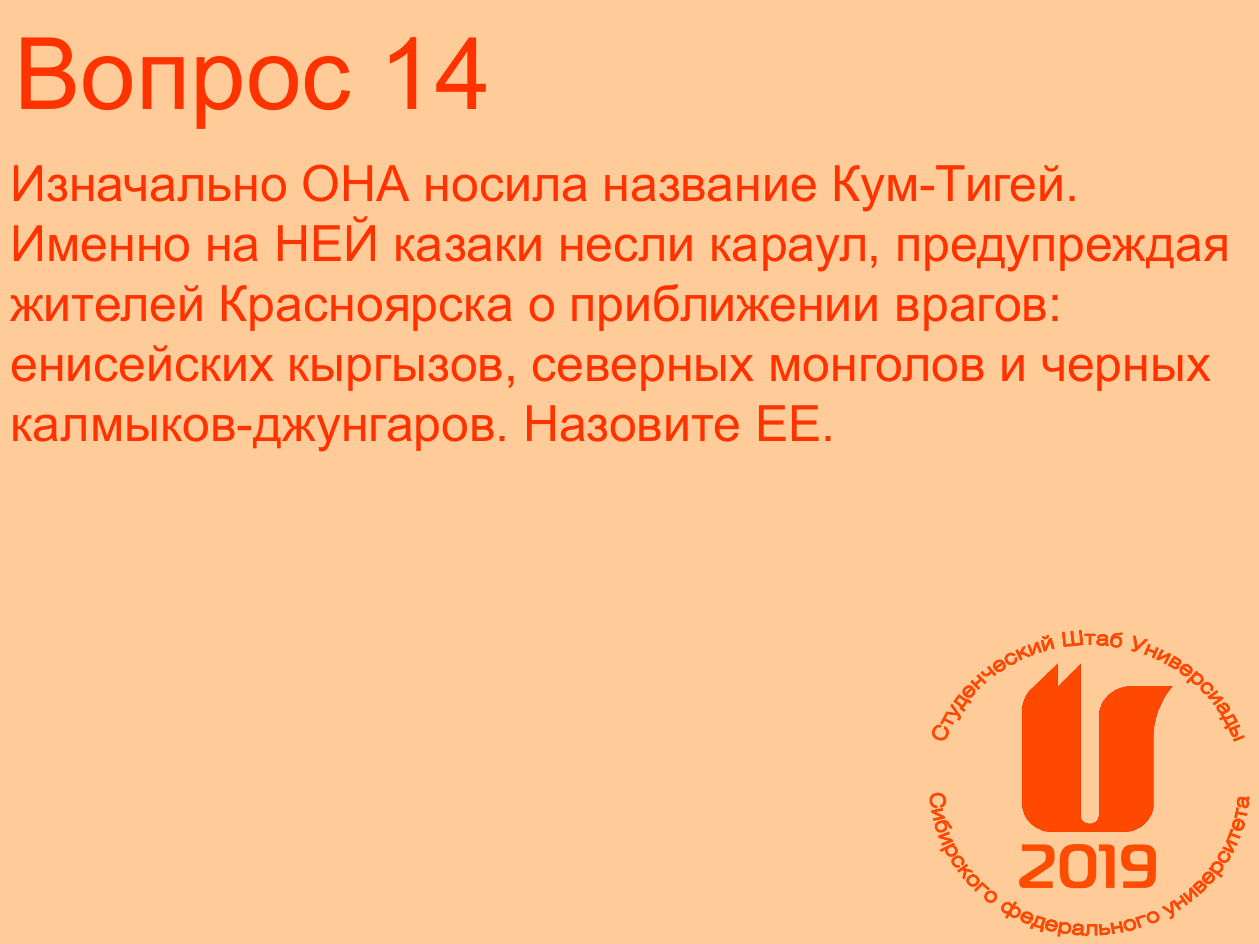 Вопрос 14
Изначально ОНА носила название Кум-Тигей.
Именно на НЕЙ казаки несли караул, предупреждая
жителей Красноярска о приближении врагов:
енисейских кыргызов, северных монголов и черных
калмыков-джунгаров. Назовите ЕЕ.
Студенческий Штаб Универсиады
2019
Сибирского федерального университета